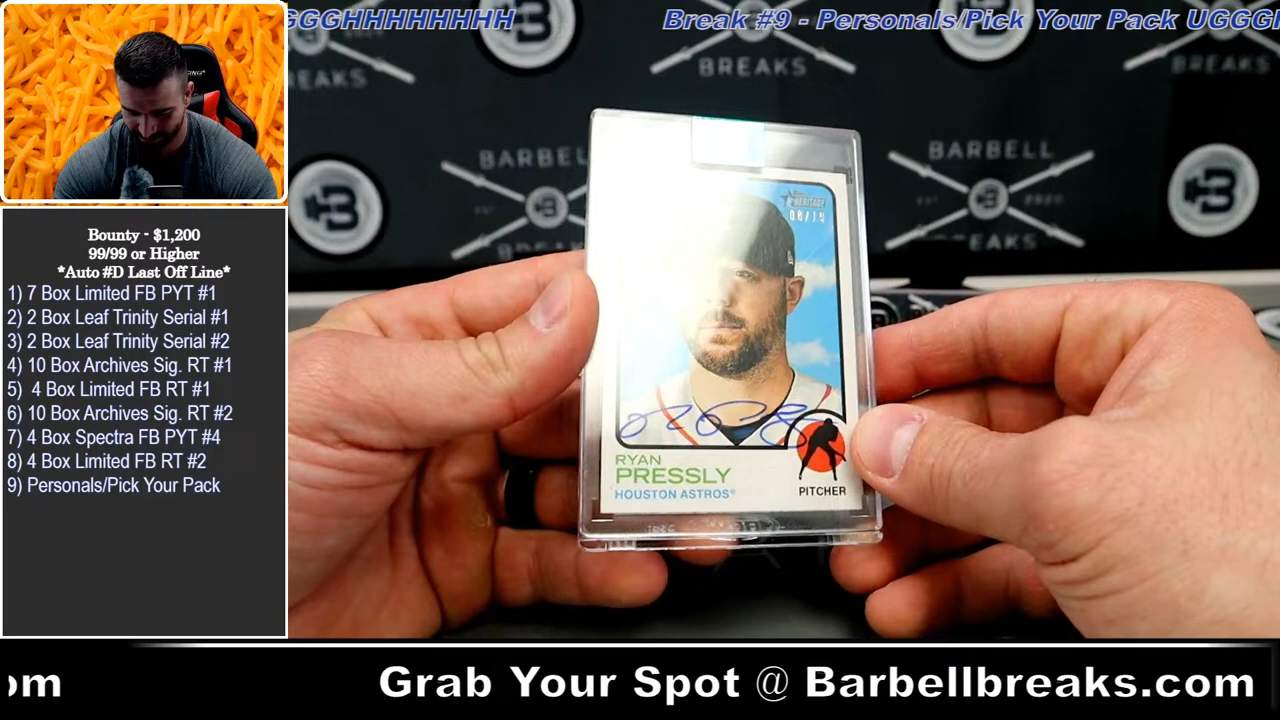 GGGHHHHHHHHH
Break #9 - Personals/Pick Your Pack UGGG
BREAKS
BREAKS
BARBELL
BARBELL
BREAKS
Bounty - $1,200
99/99 or Higher
*Auto #D Last Off Line*
1) 7 Box Limited FB PYT #1
2) 2 Box Leaf Trinity Serial #1
3) 2 Box Leaf Trinity Serial #2
4) 10 Box Archives Sig. RT #1
5) 4 Box Limited FB RT #1
6) 10 Box Archives Sig. RT #2
7) 4 Box Spectra FB PYT #4
8) 4 Box Limited FB RT #2
9) Personals/Pick Your Pack
HERITAGE
RYAN
PRESSLY
HOUSTON ASTROS®
PITCHER
om
Grab Your Spot @ Barbellbreaks.com